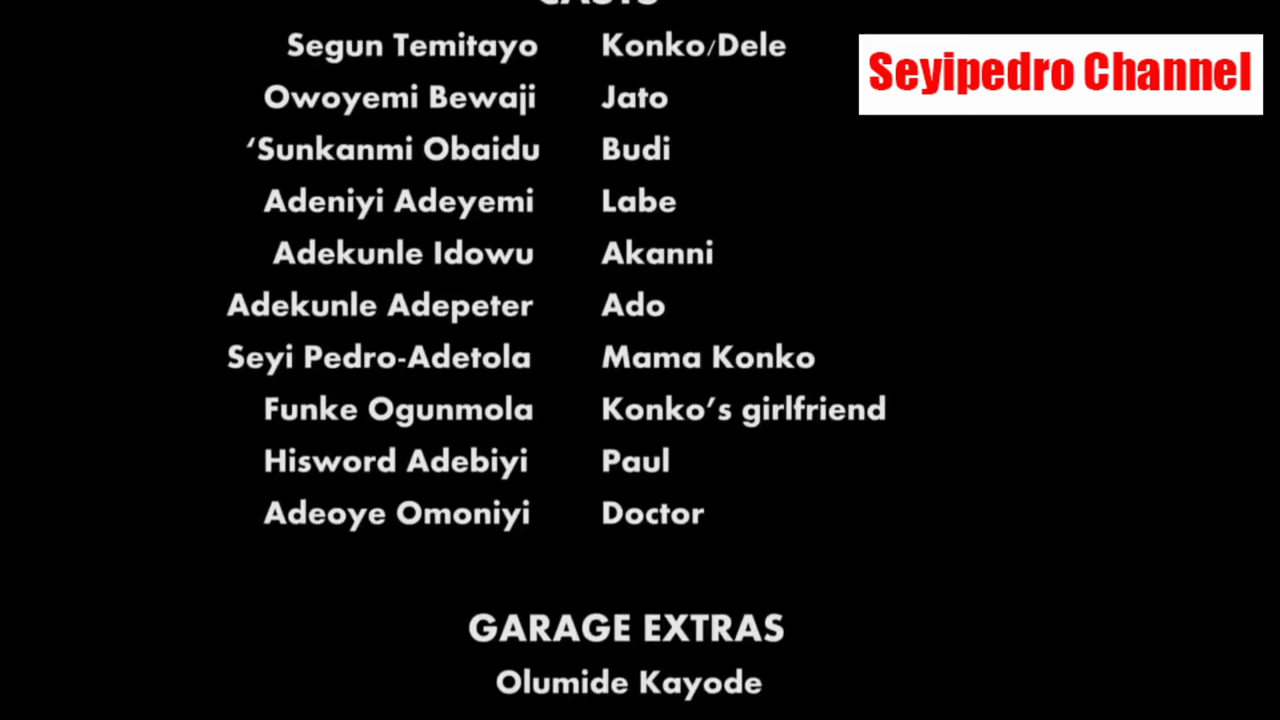 CASTS
Segun Temitayo Konko/Dele
Owoyemi Bewaji Jato
‘Sunkanmi Obaidu Budi
Adeniyi Adeyemi Labe
Adekunle Idowu Akanni
Adekunle Adepeter Ado
Seyi Pedro-Adetola Mama Konko
Funke Ogunmola Konko’s girlfriend
Hisword Adebiyi Paul
Adeoye Omoniyi Doctor
GARAGE EXTRAS
Olumide Kayode
Seyipedro Channel